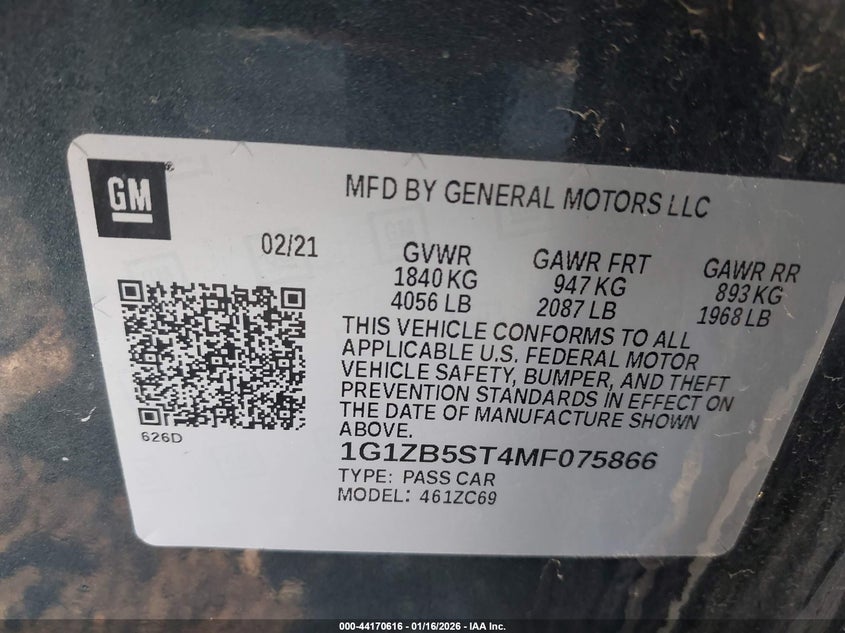 GM®
MFD BY GENERAL MOTORS LLC
02/21
GVWR
1840 KG
4056 LB
GAWR FRT
947 KG
2087 LB
GAWR RR
893 KG
1968 LB
THIS VEHICLE CONFORMS TO ALL
APPLICABLE U.S. FEDERAL MOTOR
VEHICLE SAFETY, BUMPER, AND THEFT
PREVENTION STANDARDS IN EFFECT ON
THE DATE OF MANUFACTURE SHOWN
ABOVE.
626D
1G1ZB5ST4MF075866
TYPE: PASS CAR
MODEL: 461ZC69
000-44170616 - 01/16/2026 - IAA Inc.